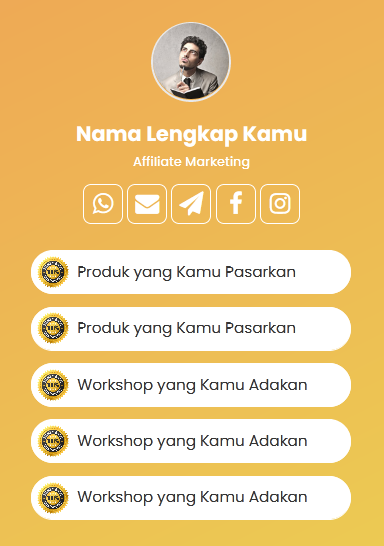 Nama Lengkap Kamu
Affiliate Marketing
Produk yang Kamu Pasarkan
Produk yang Kamu Pasarkan
Workshop yang Kamu Adakan
Workshop yang Kamu Adakan
Workshop yang Kamu Adakan